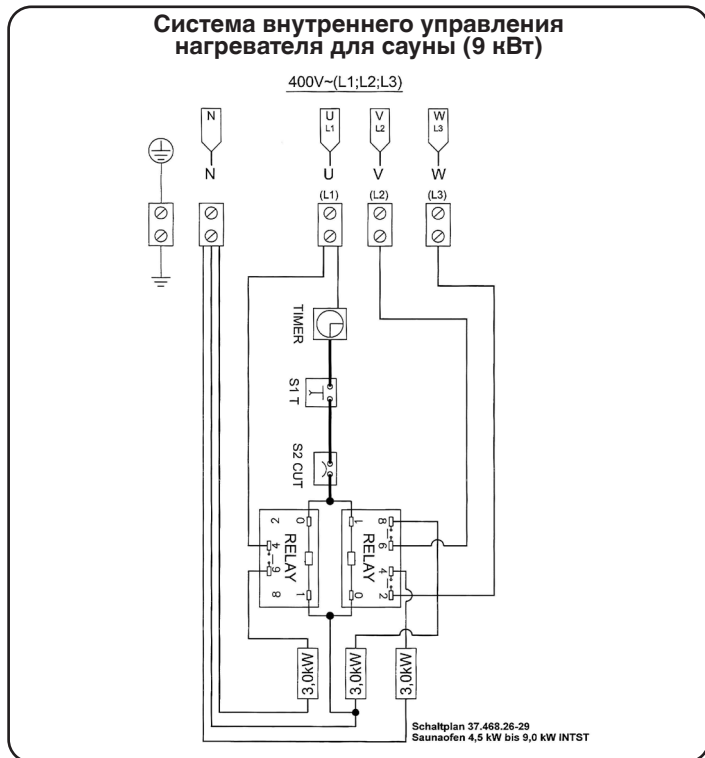 Система внутреннего управления
нагревателя для сауны (9 кВт)
400V~(L1;L2;L3)
N
U
L1
V
L2
W
L3
N
U
V
W
(L1)
(L2)
(L3)
TIMER
S1 T
S2 CUT
2
0
1
8
4
RELAY
RELAY
6
6
4
8
1
0
2
3,0kW
3,0kW
3,0kW
Schaltplan 37.468.26-29
Saunaofen 4,5 kW bis 9,0 kW INTST